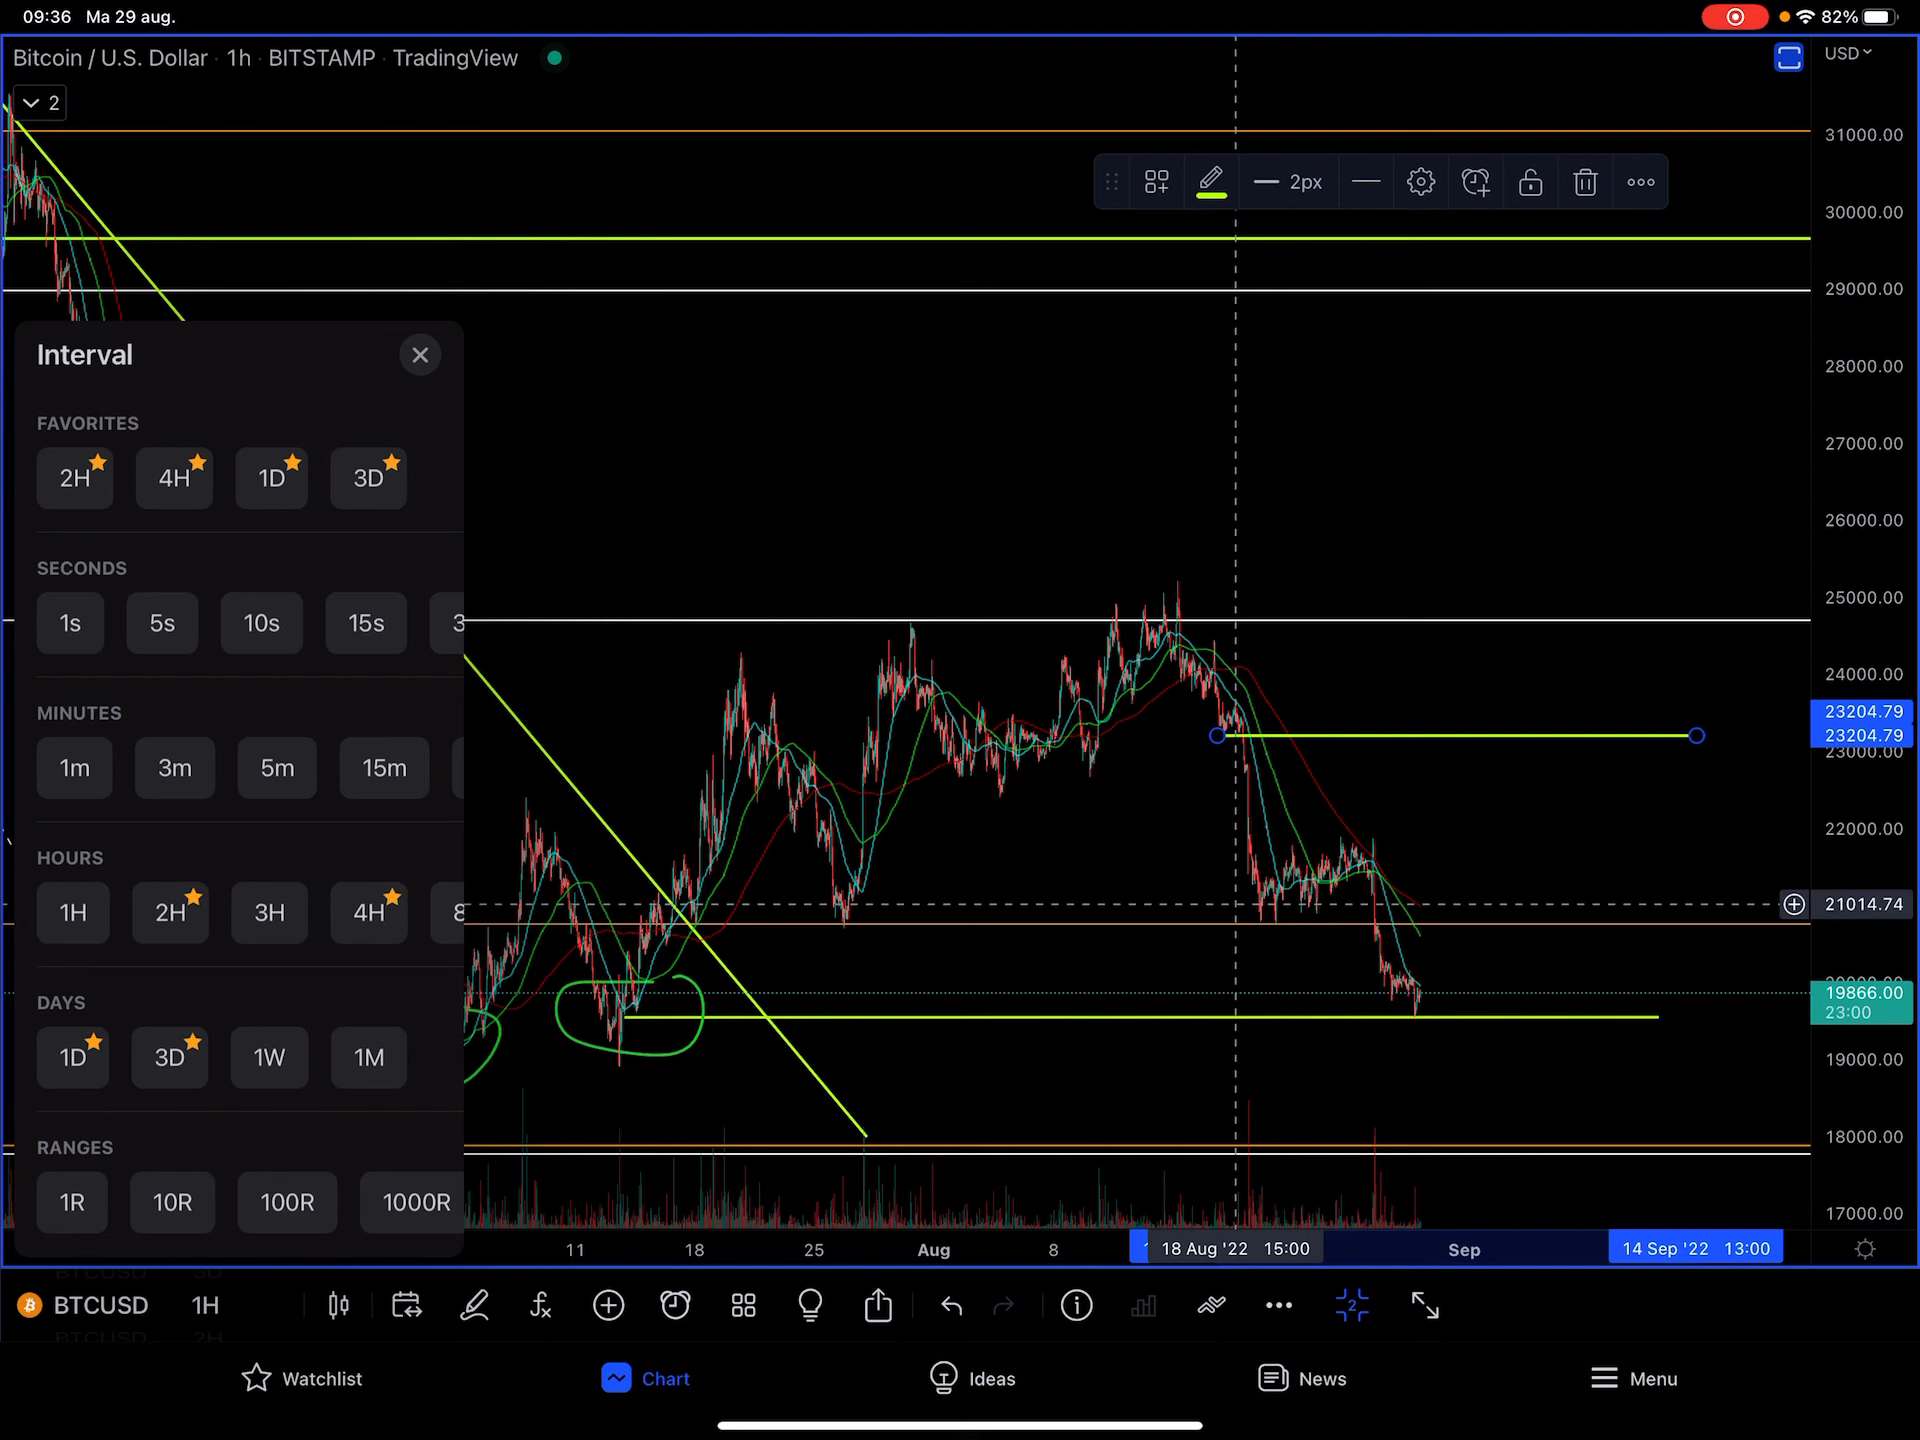 09:36 Ma 29 aug. 82%
Bitcoin / U.S. Dollar · 1h · BITSTAMP · TradingView
USD
2
31000.00
2px
30000.00
29000.00
28000.00
27000.00
26000.00
25000.00
24000.00
23204.79
23204.79
23000.00
22000.00
21014.74
19866.00
23:00
19000.00
18000.00
17000.00
Interval
FAVORITES
2H 4H 1D 3D
SECONDS
1s 5s 10s 15s
MINUTES
1m 3m 5m 15m
HOURS
1H 2H 3H 4H 8
DAYS
1D 3D 1W 1M
RANGES
1R 10R 100R 1000R
11 18 25 Aug 8 18 Aug '22 15:00 Sep 14 Sep '22 13:00
BTCUSD 1H 2
Watchlist Chart Ideas News Menu